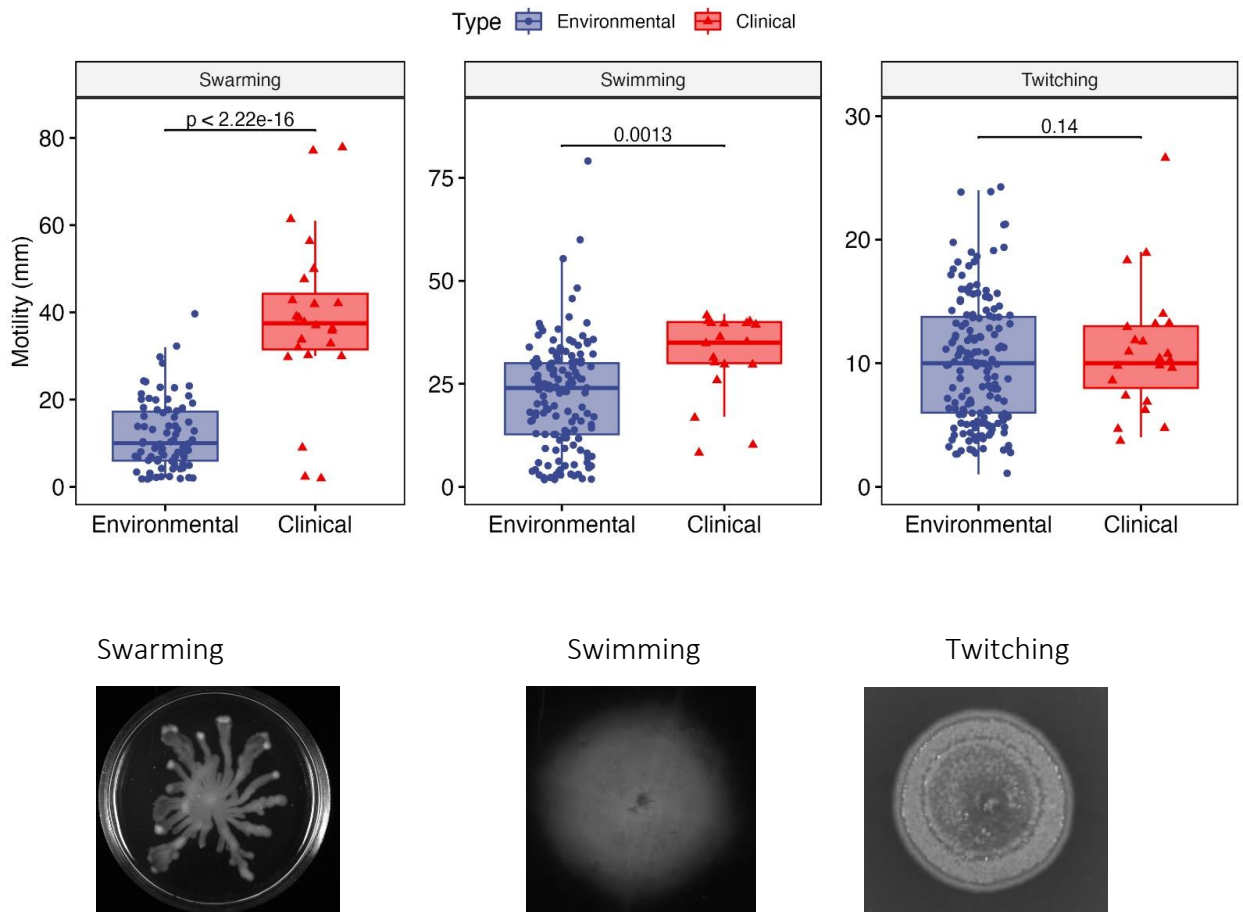 Type Environmental Clinical
Swarming Swimming Twitching
p < 2.22e-16
0.0013
0.14
Motility (mm)
80
60
40
20
0
75
50
25
0
30
20
10
0
Environmental Clinical
Environmental Clinical
Environmental Clinical
Swarming Swimming Twitching